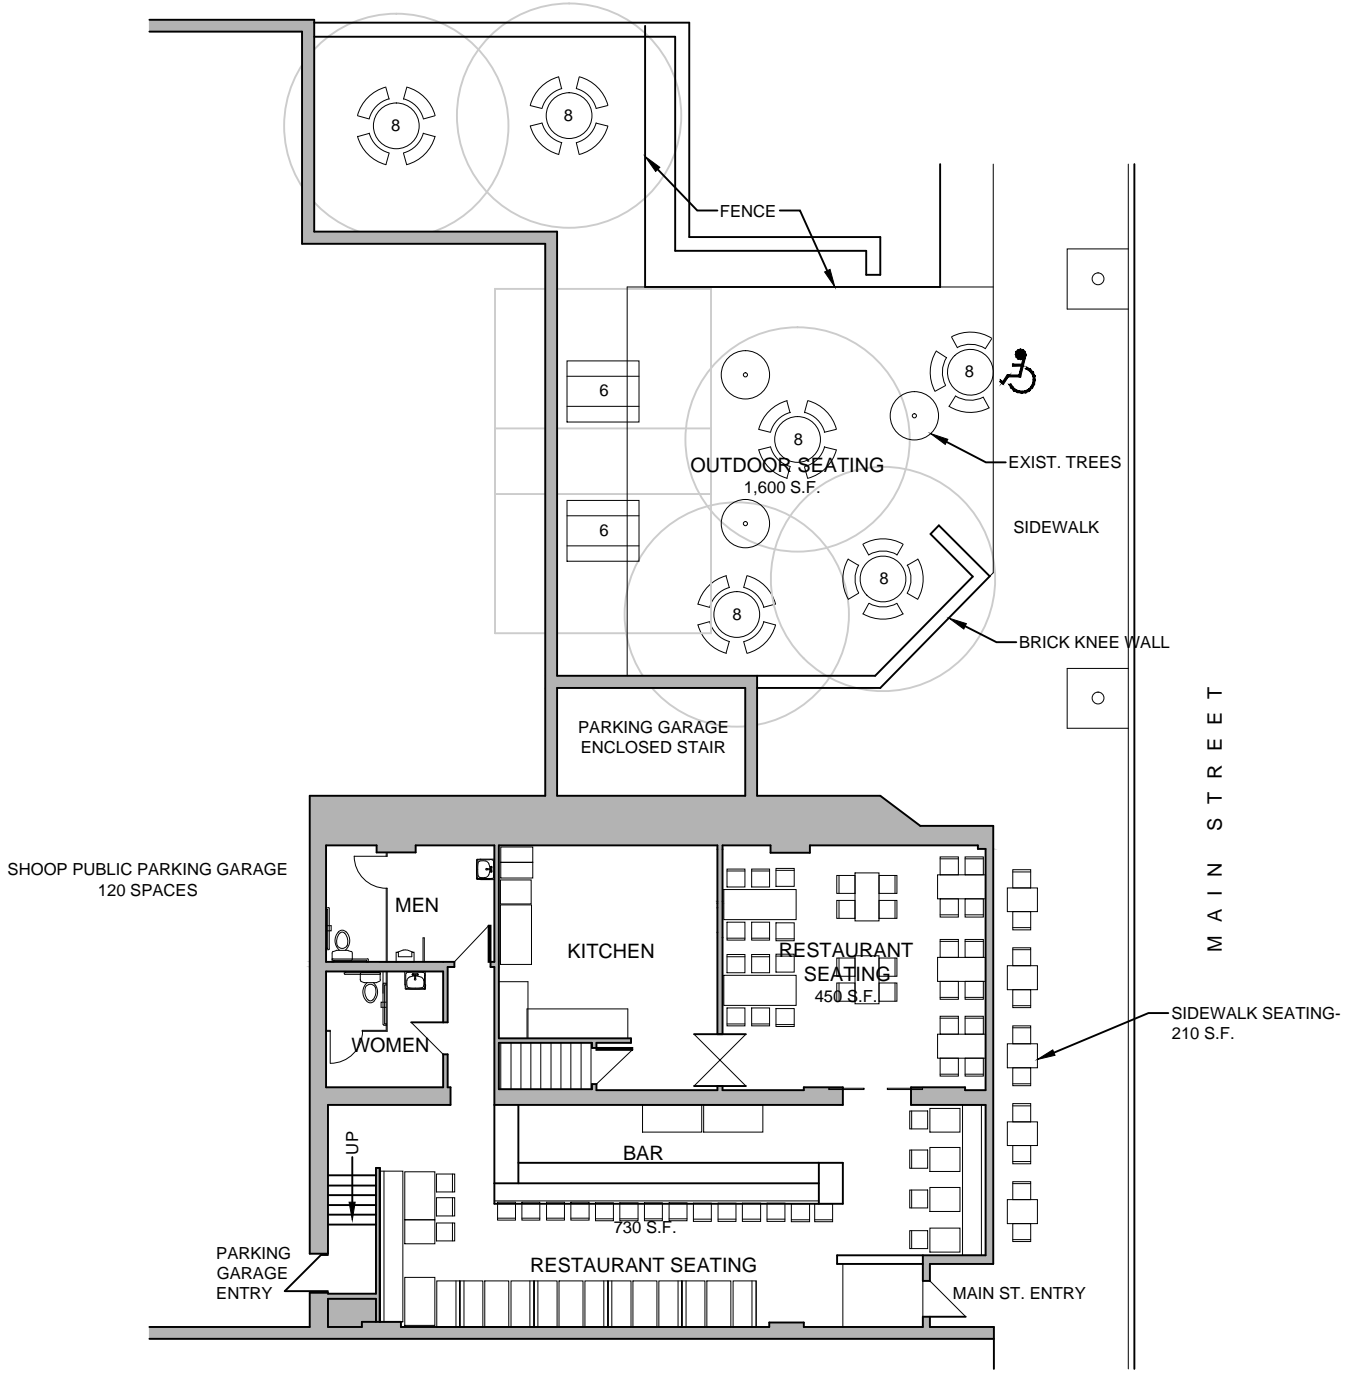 8
8
FENCE
6
8
8
EXIST. TREES
OUTDOOR SEATING
1,600 S.F.
6
SIDEWALK
8
8
BRICK KNEE WALL
PARKING GARAGE
ENCLOSED STAIR
MAIN STREET
SHOOP PUBLIC PARKING GARAGE
120 SPACES
MEN
KITCHEN
RESTAURANT
SEATING
450 S.F.
SIDEWALK SEATING-
210 S.F.
WOMEN
UP
BAR
730 S.F.
RESTAURANT SEATING
PARKING
GARAGE
ENTRY
MAIN ST. ENTRY